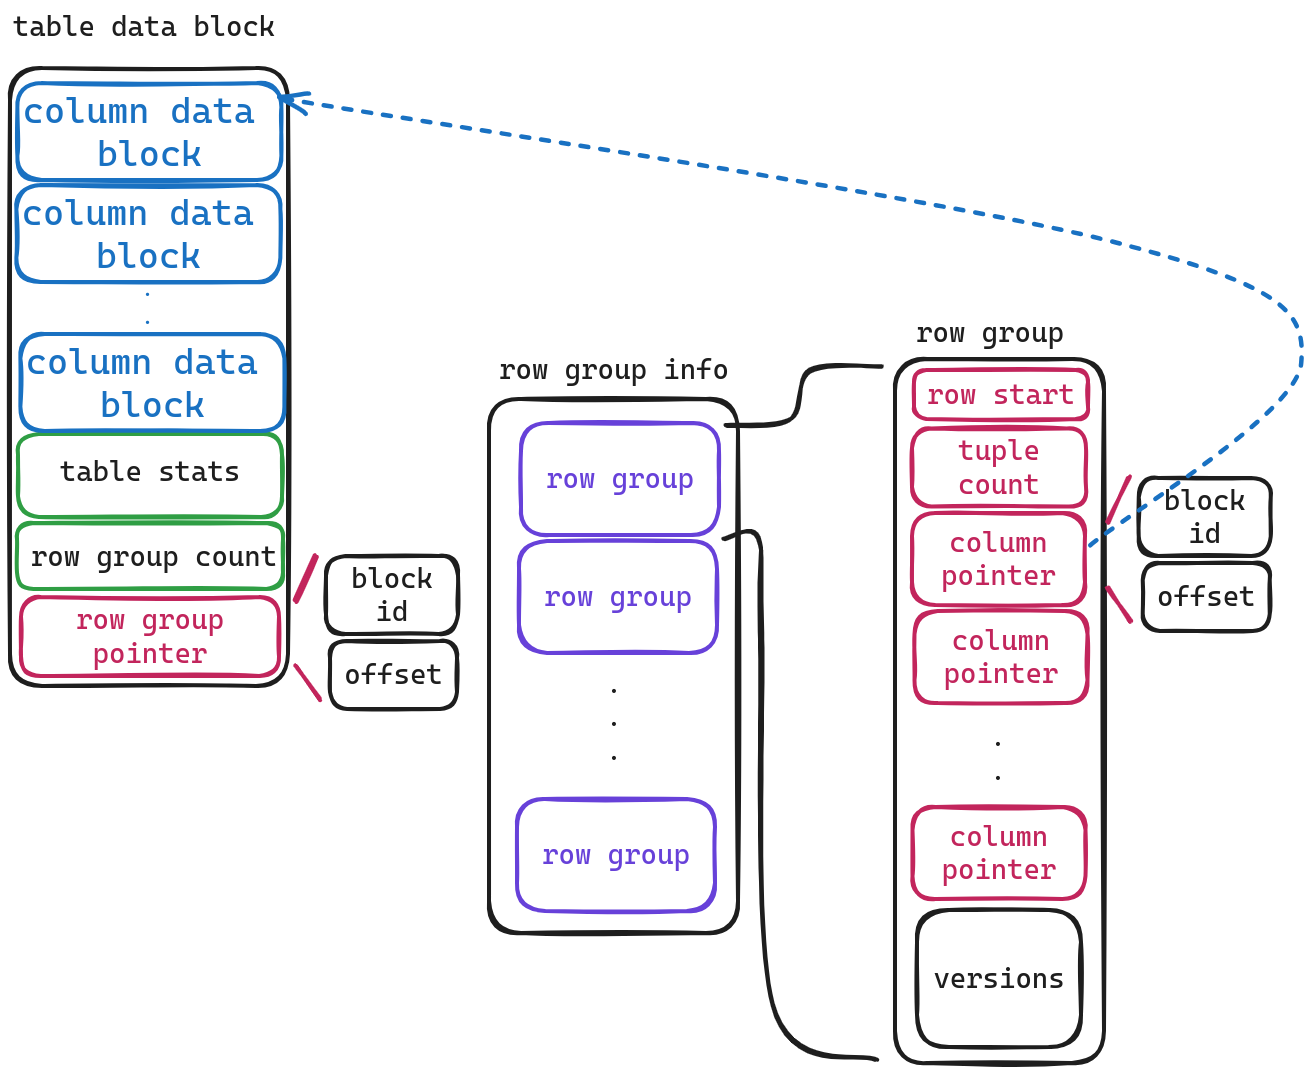 table data block
column data
block
column data
block
.
.
column data
block
table stats
row group count
row group
pointer
block
id
offset
row group info
row group
row group
.
.
.
row group
row group
row start
tuple
count
column
pointer
column
pointer
.
.
column
pointer
versions
block
id
offset